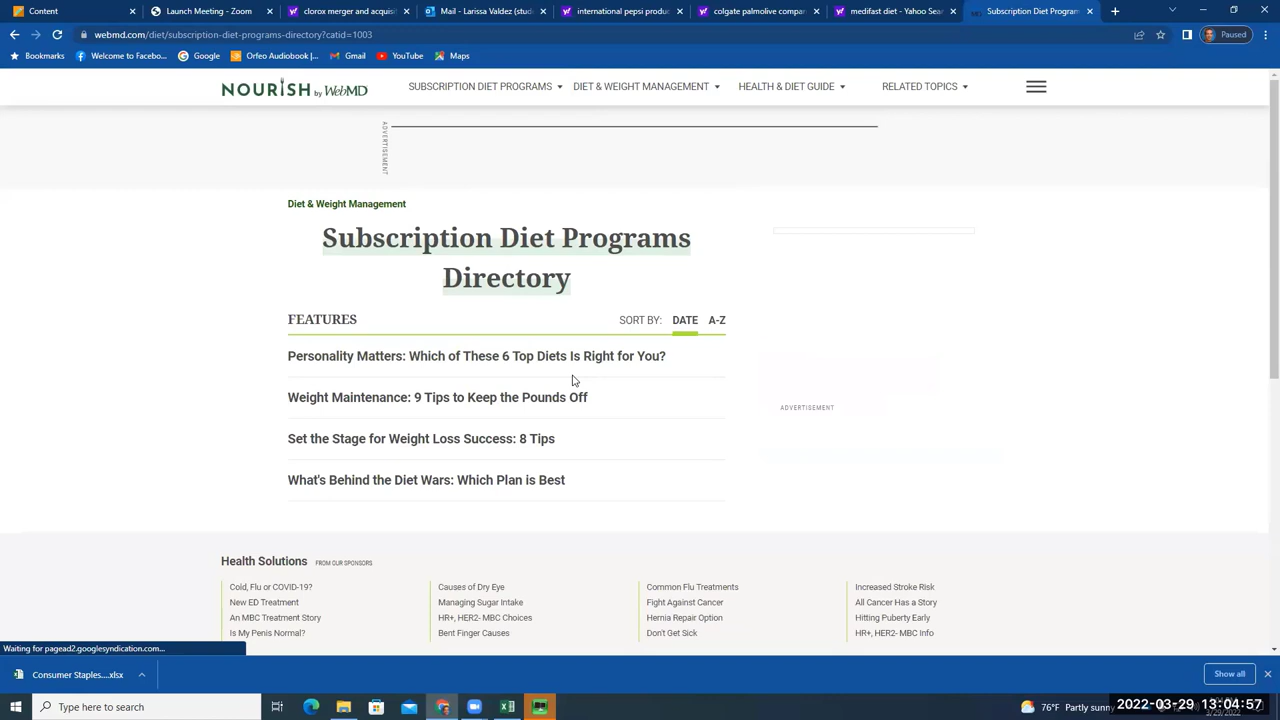 Content
Launch Meeting - Zoom
clorox merger and acquisi
Mail - Larissa Valdez (stud
international pepsi produc
colgate palmolive compar
medifast diet - Yahoo Sear
Subscription Diet Program
webmd.com/diet/subscription-diet-programs-directory?catid=1003
Paused
Bookmarks
Welcome to Facebo...
Google
Orfeo Audiobook |...
Gmail
YouTube
Maps
NOURISH by WebMD
SUBSCRIPTION DIET PROGRAMS
DIET & WEIGHT MANAGEMENT
HEALTH & DIET GUIDE
RELATED TOPICS
ADVERTISEMENT
Diet & Weight Management
Subscription Diet Programs
Directory
FEATURES
SORT BY: DATE A-Z
Personality Matters: Which of These 6 Top Diets Is Right for You?
Weight Maintenance: 9 Tips to Keep the Pounds Off
ADVERTISEMENT
Set the Stage for Weight Loss Success: 8 Tips
What's Behind the Diet Wars: Which Plan is Best
Health Solutions FROM OUR SPONSORS
Cold, Flu or COVID-19?
New ED Treatment
An MBC Treatment Story
Is My Penis Normal?
Causes of Dry Eye
Managing Sugar Intake
HR+, HER2- MBC Choices
Bent Finger Causes
Common Flu Treatments
Fight Against Cancer
Hernia Repair Option
Don't Get Sick
Increased Stroke Risk
All Cancer Has a Story
Hitting Puberty Early
HR+, HER2- MBC Info
Waiting for pagead2.googlesyndication.com...
Consumer Staples....xlsx
Show all
Type here to search
76°F Partly sunny
2022-03-29 13:04:57